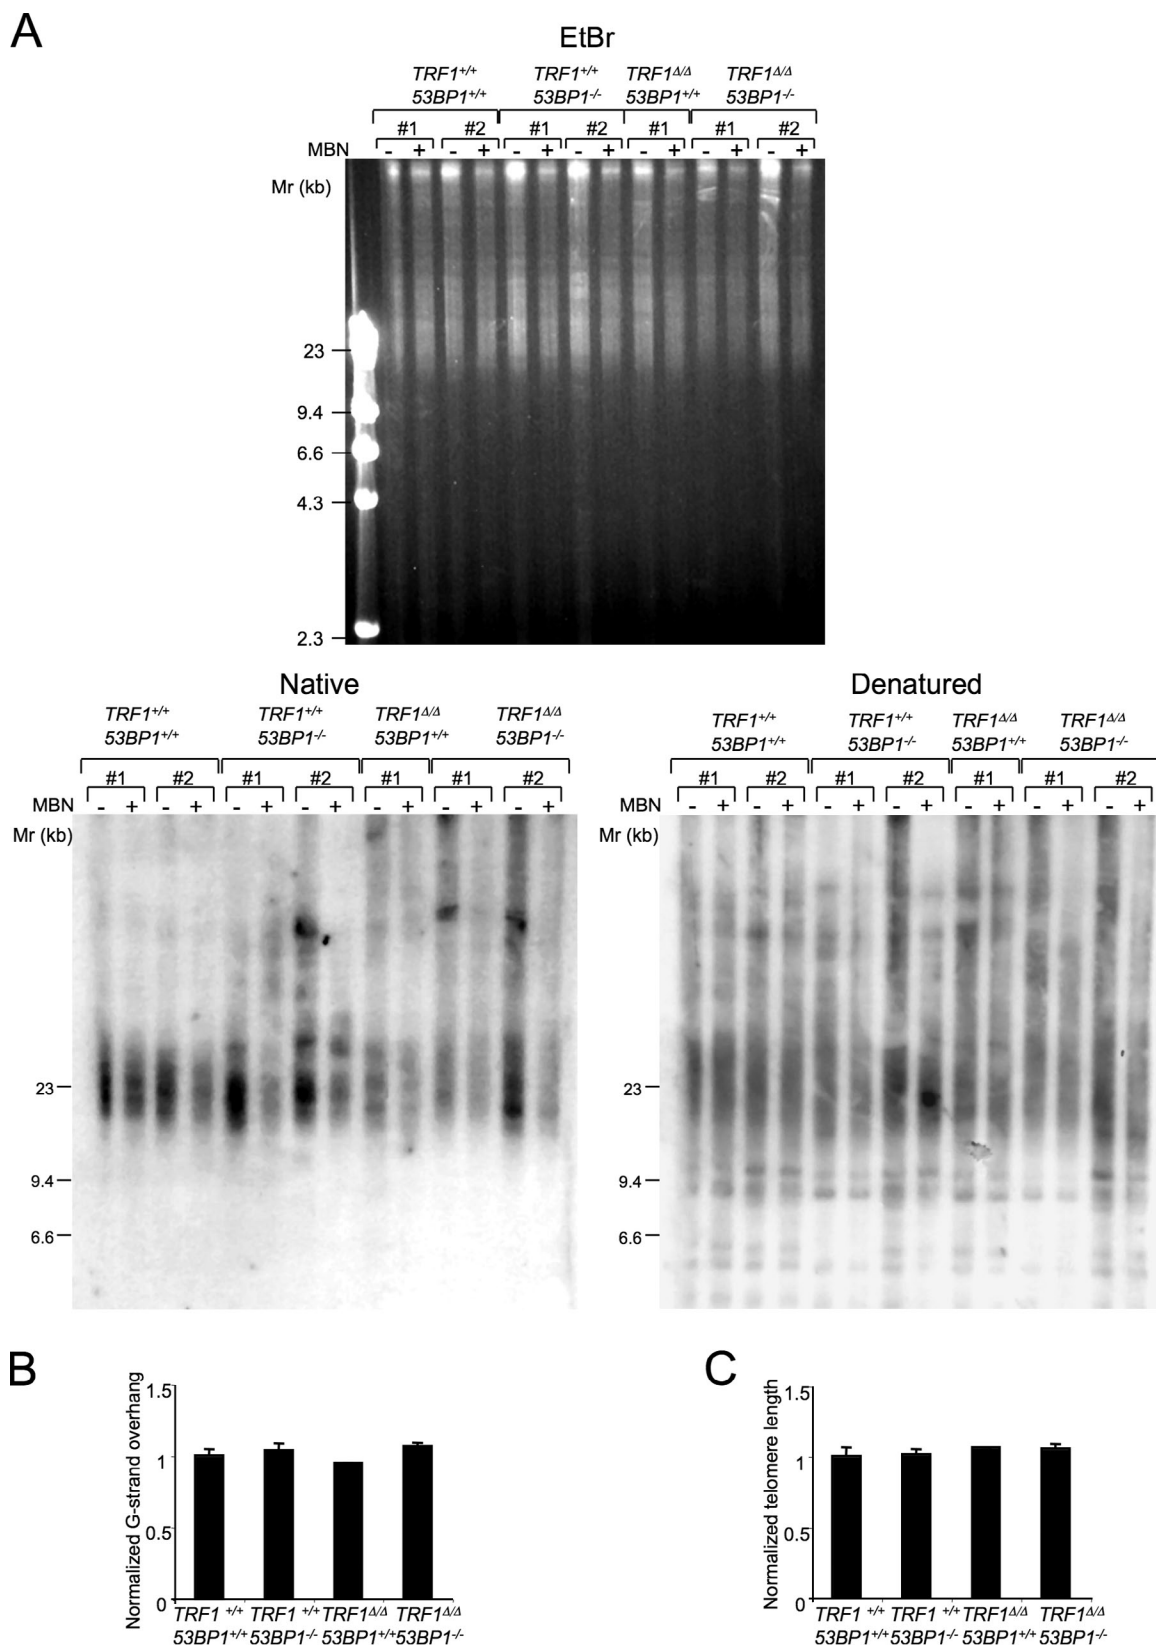 A
EtBr
TRF1+/+ TRF1+/+ TRF1Δ/Δ TRF1Δ/Δ
53BP1+/+ 53BP1-/- 53BP1+/+ 53BP1-/-
#1 #2 #1 #2 #1 #1 #2
MBN - + - + - + - + - + - + - +
Mr (kb)
23
9.4
6.6
4.3
2.3
Native
TRF1+/+ TRF1+/+ TRF1Δ/Δ TRF1Δ/Δ
53BP1+/+ 53BP1-/- 53BP1+/+ 53BP1-/-
#1 #2 #1 #2 #1 #1 #2
MBN - + - + - + - + - + - + - +
Mr (kb)
23
9.4
6.6
Denatured
TRF1+/+ TRF1+/+ TRF1Δ/Δ TRF1Δ/Δ
53BP1+/+ 53BP1-/- 53BP1+/+ 53BP1-/-
#1 #2 #1 #2 #1 #1 #2
MBN - + - + - + - + - + - + - +
Mr (kb)
23
9.4
6.6
B
Normalized G-strand overhang
1.5
1
0.5
0
TRF1 +/+ TRF1 +/+ TRF1Δ/Δ TRF1Δ/Δ
53BP1+/+ 53BP1-/- 53BP1+/+ 53BP1-/-
C
Normalized telomere length
1.5
1
0.5
0
TRF1 +/+ TRF1 +/+ TRF1Δ/Δ TRF1Δ/Δ
53BP1+/+ 53BP1-/- 53BP1+/+ 53BP1-/-